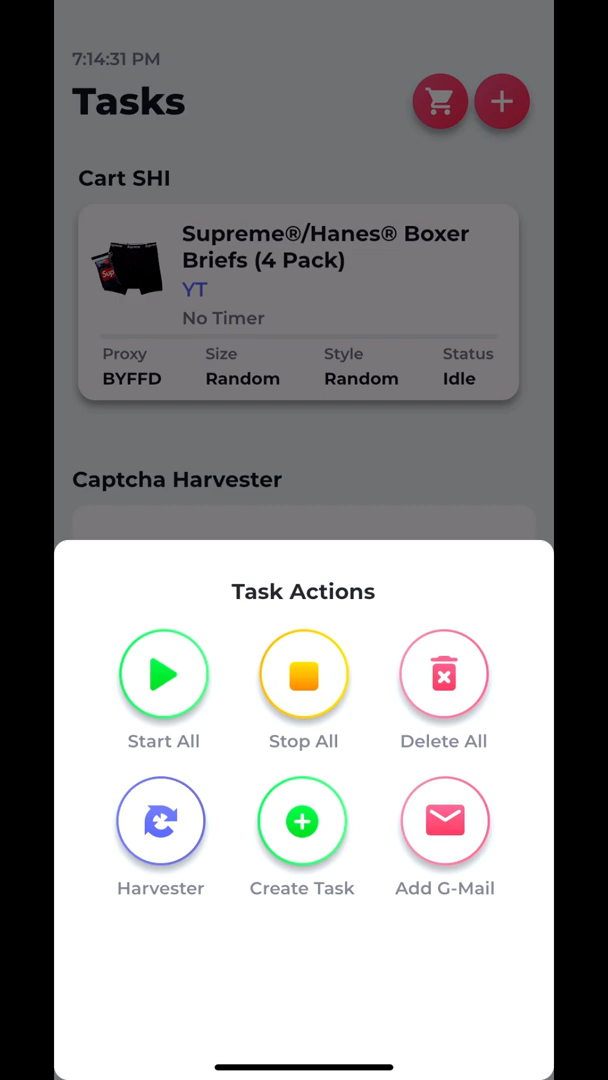 7:14:31 PM
Tasks
Cart SHI
Supreme®/Hanes® Boxer
Briefs (4 Pack)
YT
No Timer
Proxy Size Style Status
BYFFD Random Random Idle
Captcha Harvester
Task Actions
Start All Stop All Delete All
Harvester Create Task Add G-Mail